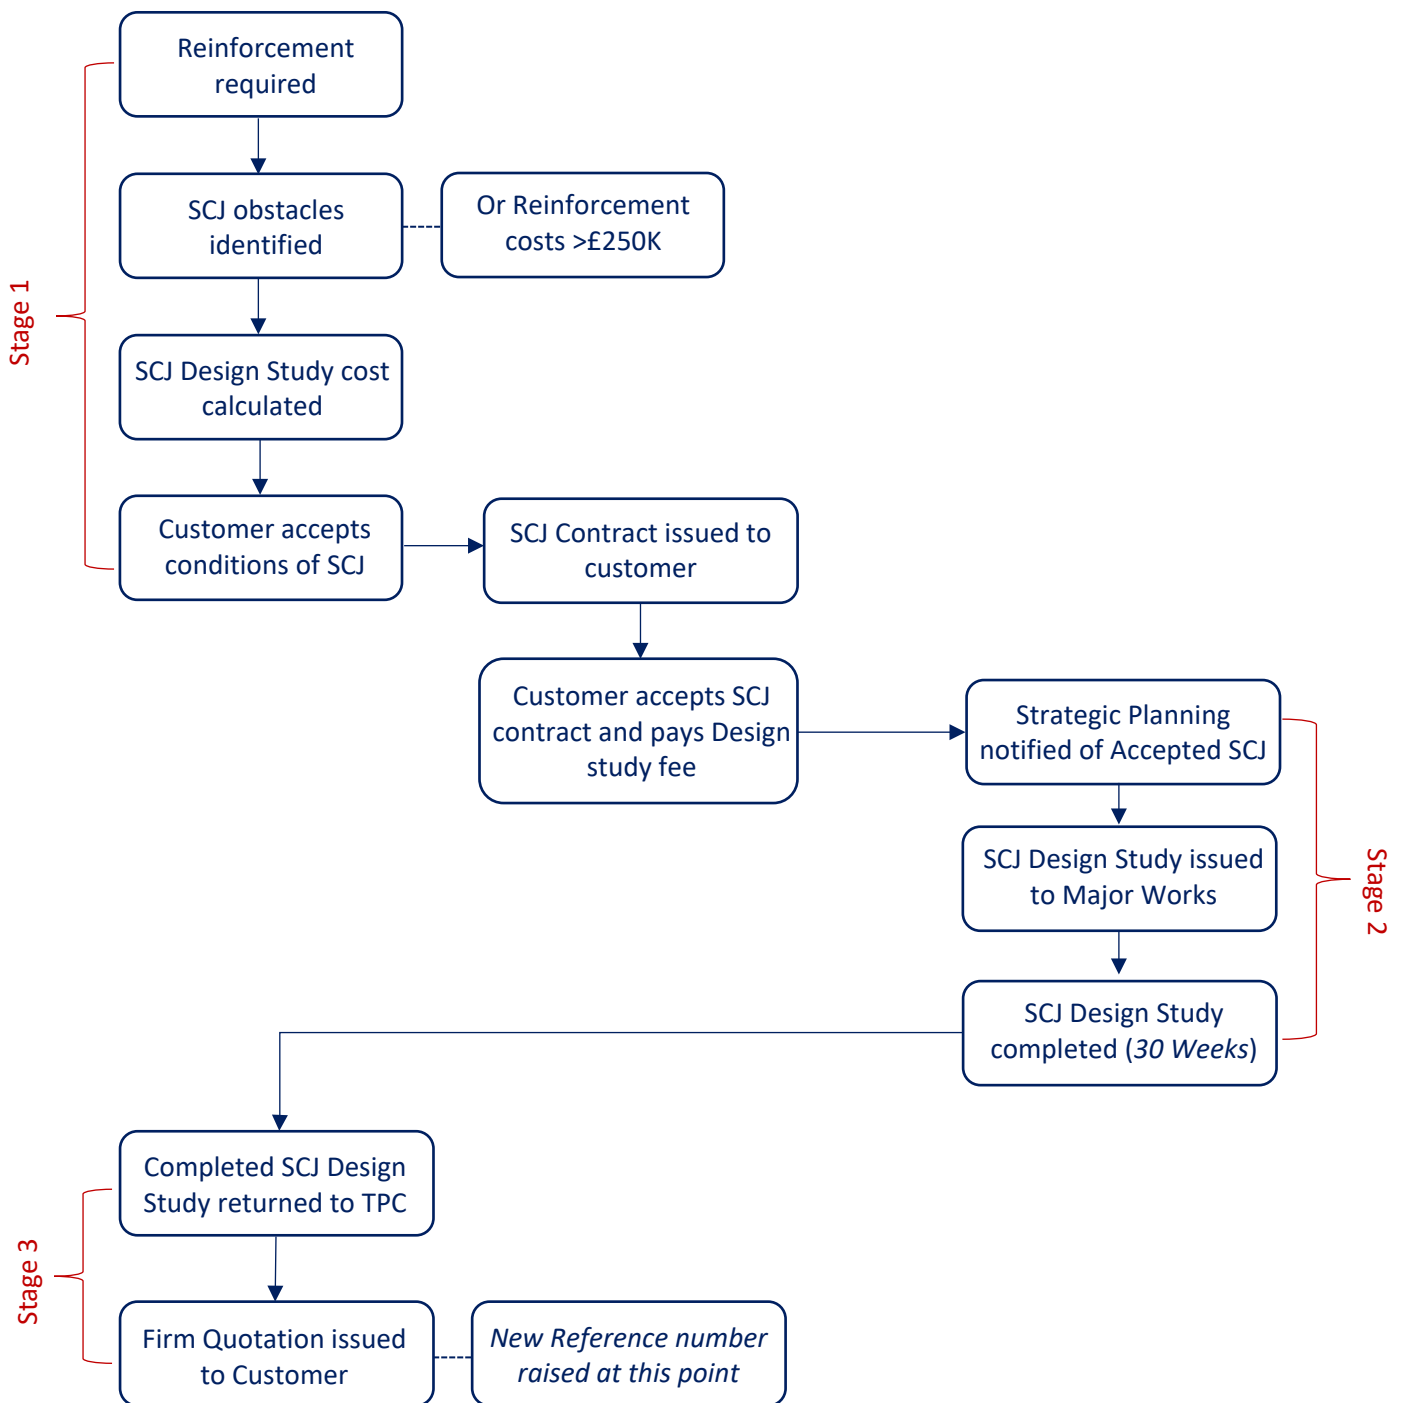 Reinforcement
required
Stage 1
SCJ obstacles
identified
Or Reinforcement
costs >£250K
SCJ Design Study cost
calculated
Customer accepts
conditions of SCJ
SCJ Contract issued to
customer
Customer accepts SCJ
contract and pays Design
study fee
Strategic Planning
notified of Accepted SCJ
Stage 2
SCJ Design Study issued
to Major Works
SCJ Design Study
completed (30 Weeks)
Completed SCJ Design
Study returned to TPC
Stage 3
Firm Quotation issued
to Customer
New Reference number
raised at this point